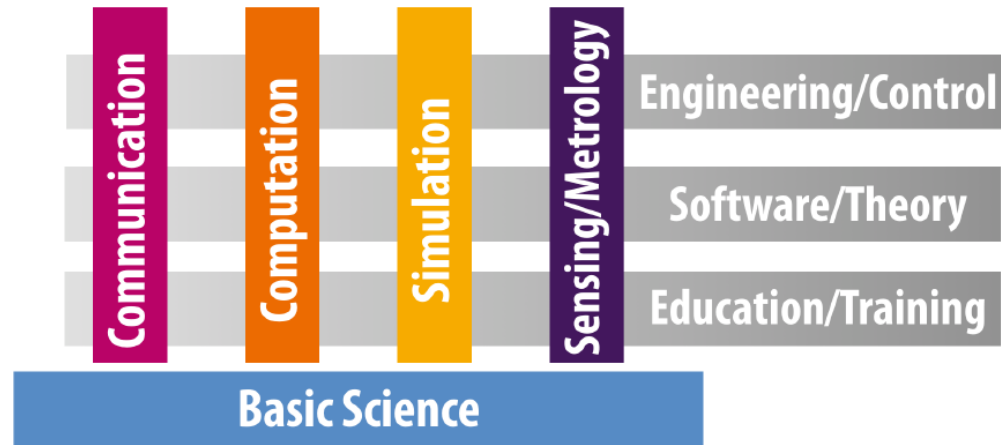 Communication
Computation
Simulation
Sensing/Metrology
Engineering/Control
Software/Theory
Education/Training
Basic Science